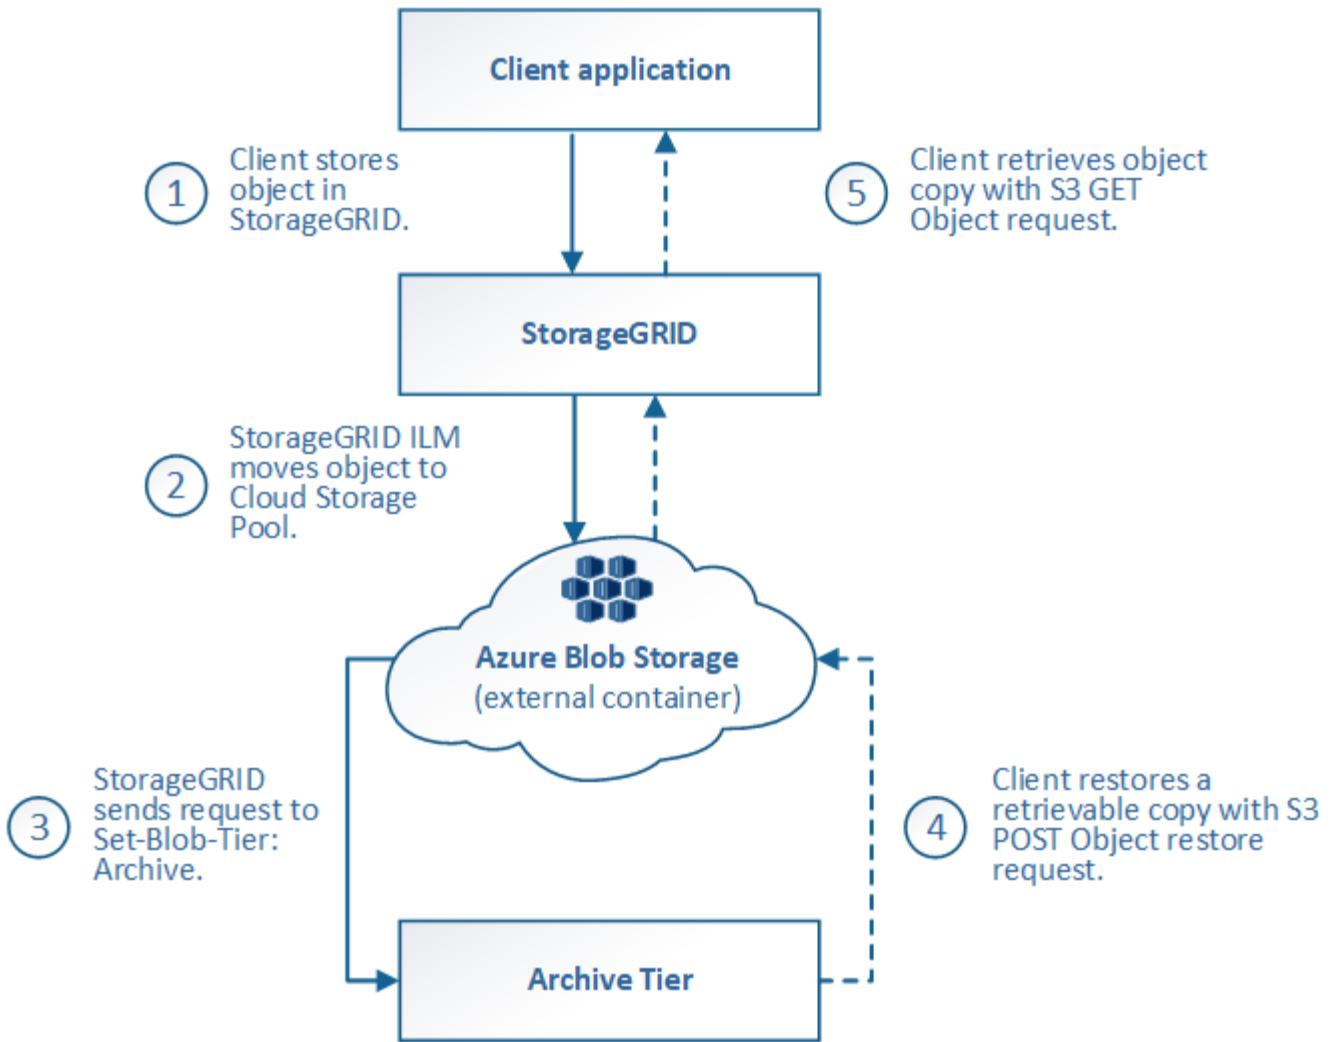 Client application
1
Client stores
object in
StorageGRID.
5
Client retrieves object
copy with S3 GET
Object request.
StorageGRID
2
StorageGRID ILM
moves object to
Cloud Storage
Pool.
Azure Blob Storage
(external container)
3
StorageGRID
sends request to
Set-Blob-Tier:
Archive.
4
Client restores a
retrievable copy with S3
POST Object restore
request.
Archive Tier